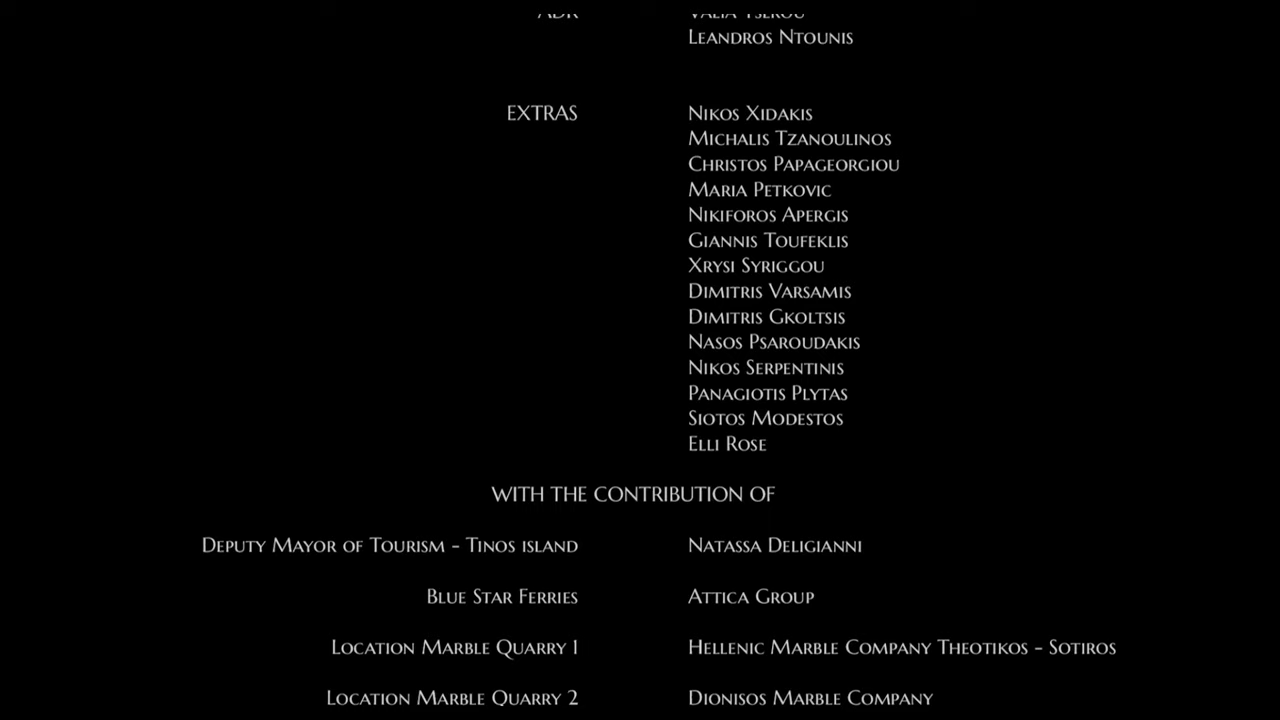 ADR Valia Tserou
Leandros Ntounis
EXTRAS Nikos Xidakis
Michalis Tzanoulinos
Christos Papageorgiou
Maria Petkovic
Nikiforos Apergis
Giannis Toufeklis
Xrysi Syriggou
Dimitris Varsamis
Dimitris Gkoltsis
Nasos Psaroudakis
Nikos Serpentinis
Panagiotis Plytas
Siotos Modestos
Elli Rose
WITH THE CONTRIBUTION OF
Deputy Mayor of Tourism - Tinos island Natassa Deligianni
Blue Star Ferries Attica Group
Location Marble Quarry 1 Hellenic Marble Company Theotikos - Sotiros
Location Marble Quarry 2 Dionisos Marble Company